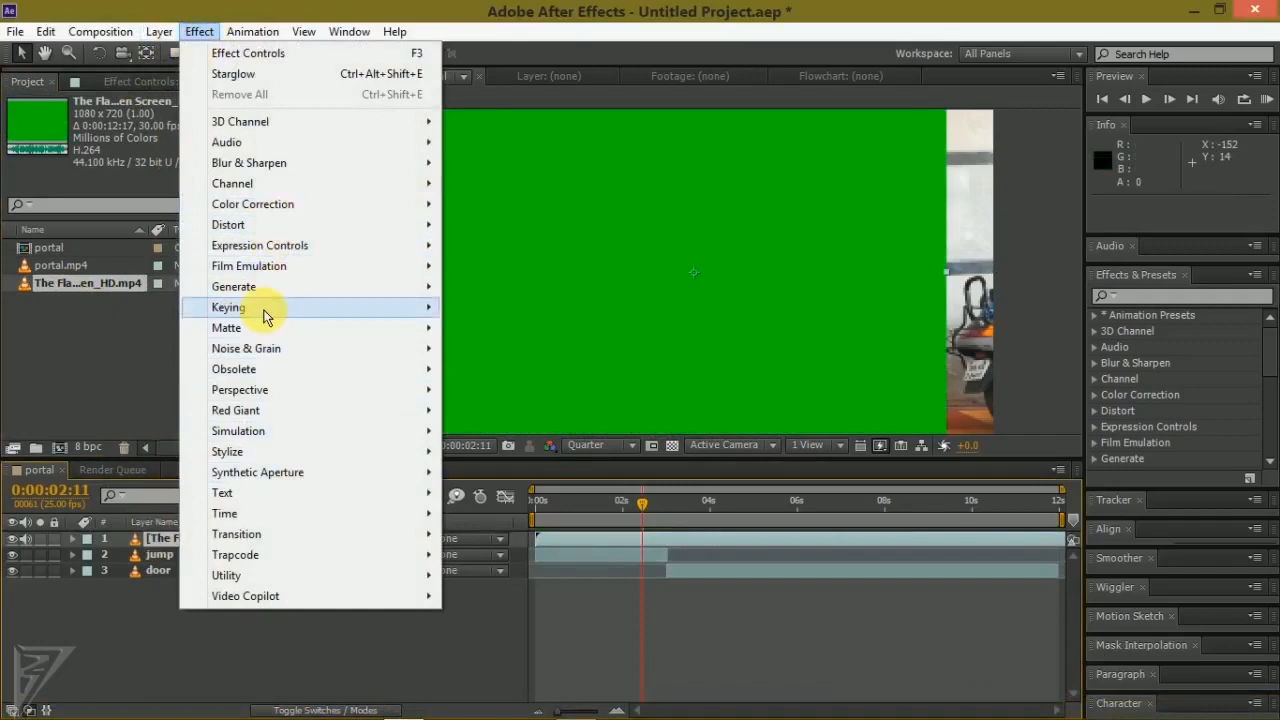 Ae
Adobe After Effects - Untitled Project.aep *
File Edit Composition Layer Effect Animation View Window Help
Workspace: All Panels
Search Help
Project
Effect Controls:
Layer: (none)
Footage: (none)
Flowchart: (none)
Preview
The Fla...en Screen_
1080 x 720 (1.00)
Δ 0:00:12:17, 30.00 fps
Millions of Colors
H.264
44.100 kHz / 32 bit U
Name
portal
portal.mp4
The Fla...en_HD.mp4
8 bpc
Effect Controls F3
Starglow Ctrl+Alt+Shift+E
Remove All Ctrl+Shift+E
3D Channel
Audio
Blur & Sharpen
Channel
Color Correction
Distort
Expression Controls
Film Emulation
Generate
Keying
Matte
Noise & Grain
Obsolete
Perspective
Red Giant
Simulation
Stylize
Synthetic Aperture
Text
Time
Transition
Trapcode
Utility
Video Copilot
Info
R :
G :
B :
A : 0
X : -152
Y : 14
Audio
Effects & Presets
* Animation Presets
3D Channel
Audio
Blur & Sharpen
Channel
Color Correction
Distort
Expression Controls
Film Emulation
Generate
Tracker
Align
Smoother
Wiggler
Motion Sketch
Mask Interpolation
Paragraph
Character
0:00:02:11
Quarter
Active Camera
1 View
+0.0
portal
Render Queue
0:00:02:11
00061 (25.00 fps)
:00s 02s 04s 06s 08s 10s 12s
# Layer Name
1 [The F
2 jump
3 door
Toggle Switches / Modes